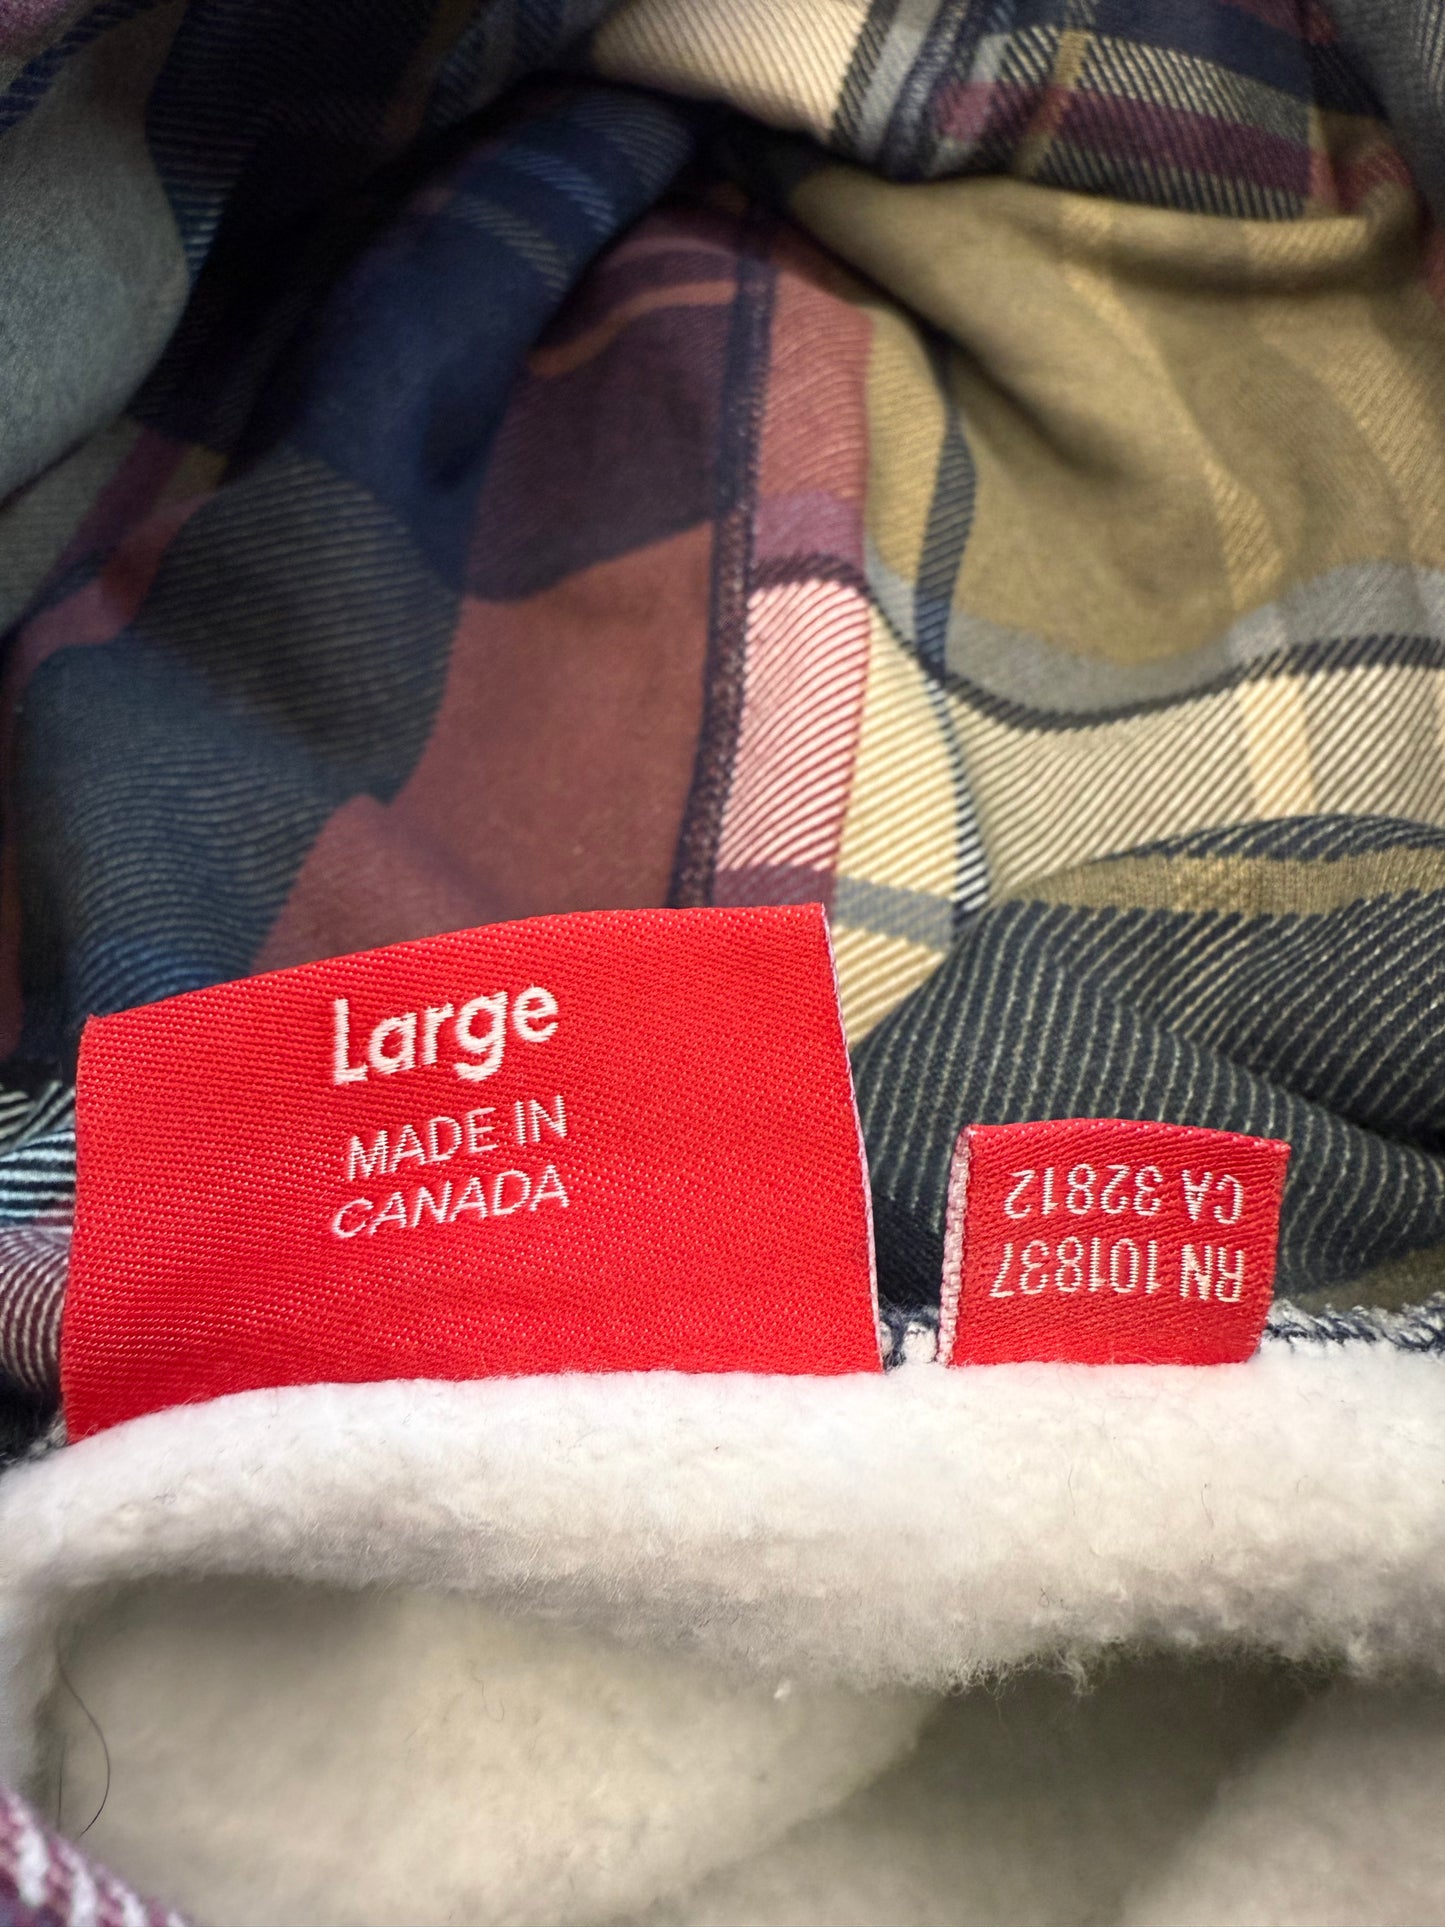 Large
MADE IN
CANADA
RN 101837
CA 32812